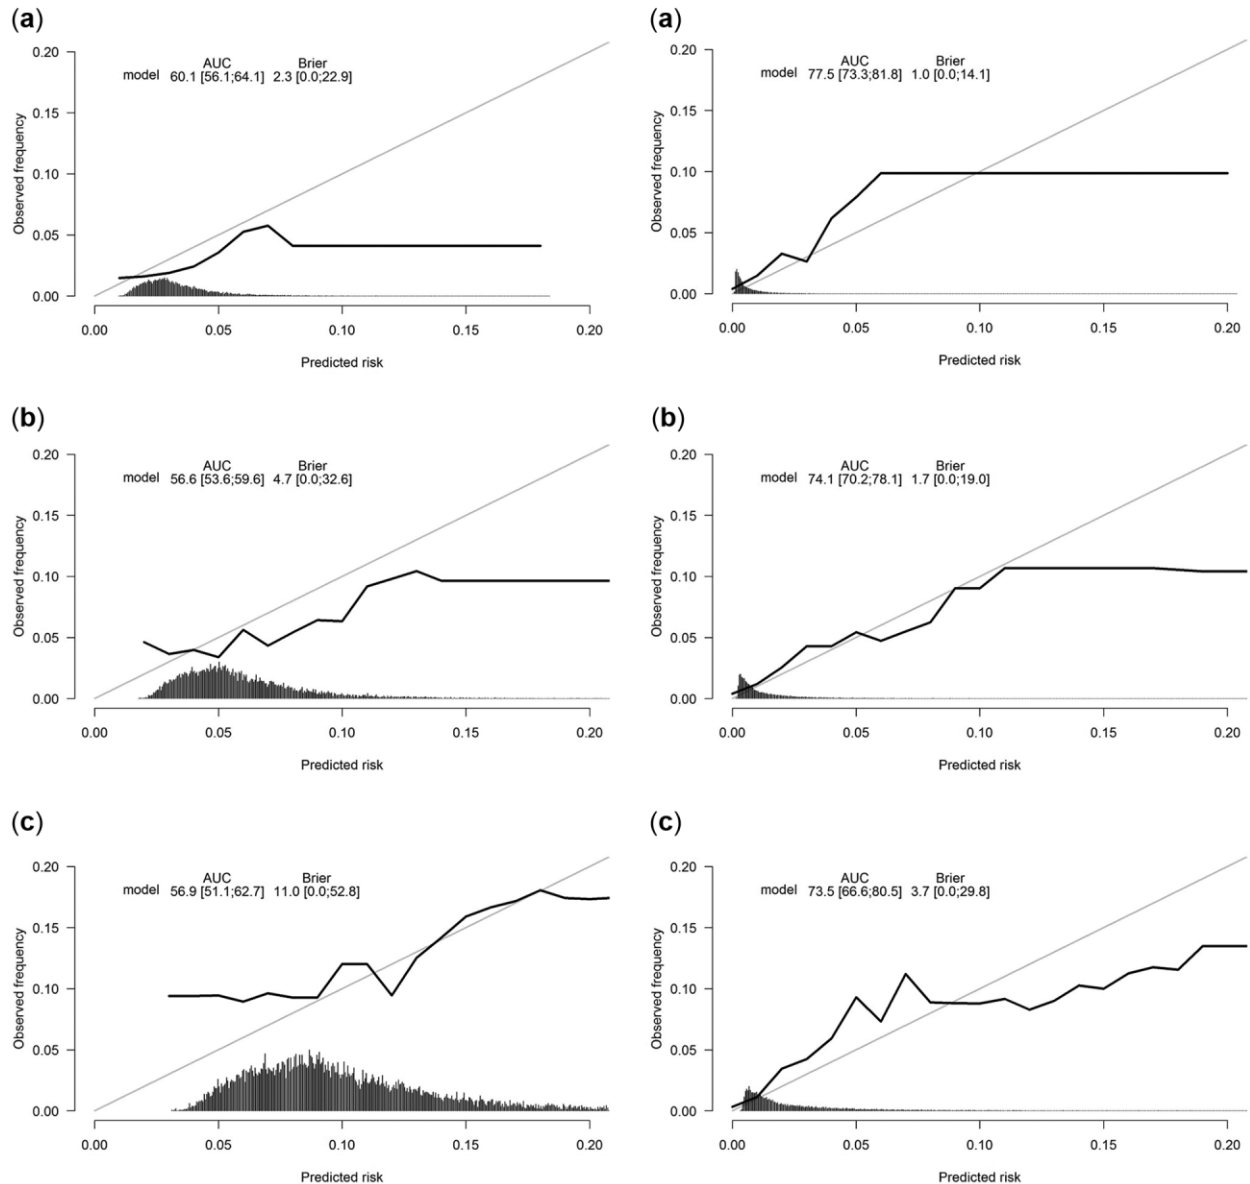 (a)
AUC Brier
model 60.1 [56.1;64.1] 2.3 [0.0;22.9]
0.20
0.15
0.10
0.05
0.00
Observed frequency
0.00 0.05 0.10 0.15 0.20
Predicted risk
(a)
AUC Brier
model 77.5 [73.3;81.8] 1.0 [0.0;14.1]
0.20
0.15
0.10
0.05
0.00
Observed frequency
0.00 0.05 0.10 0.15 0.20
Predicted risk
(b)
AUC Brier
model 56.6 [53.6;59.6] 4.7 [0.0;32.6]
0.20
0.15
0.10
0.05
0.00
Observed frequency
0.00 0.05 0.10 0.15 0.20
Predicted risk
(b)
AUC Brier
model 74.1 [70.2;78.1] 1.7 [0.0;19.0]
0.20
0.15
0.10
0.05
0.00
Observed frequency
0.00 0.05 0.10 0.15 0.20
Predicted risk
(c)
AUC Brier
model 56.9 [51.1;62.7] 11.0 [0.0;52.8]
0.20
0.15
0.10
0.05
0.00
Observed frequency
0.00 0.05 0.10 0.15 0.20
Predicted risk
(c)
AUC Brier
model 73.5 [66.6;80.5] 3.7 [0.0;29.8]
0.20
0.15
0.10
0.05
0.00
Observed frequency
0.00 0.05 0.10 0.15 0.20
Predicted risk